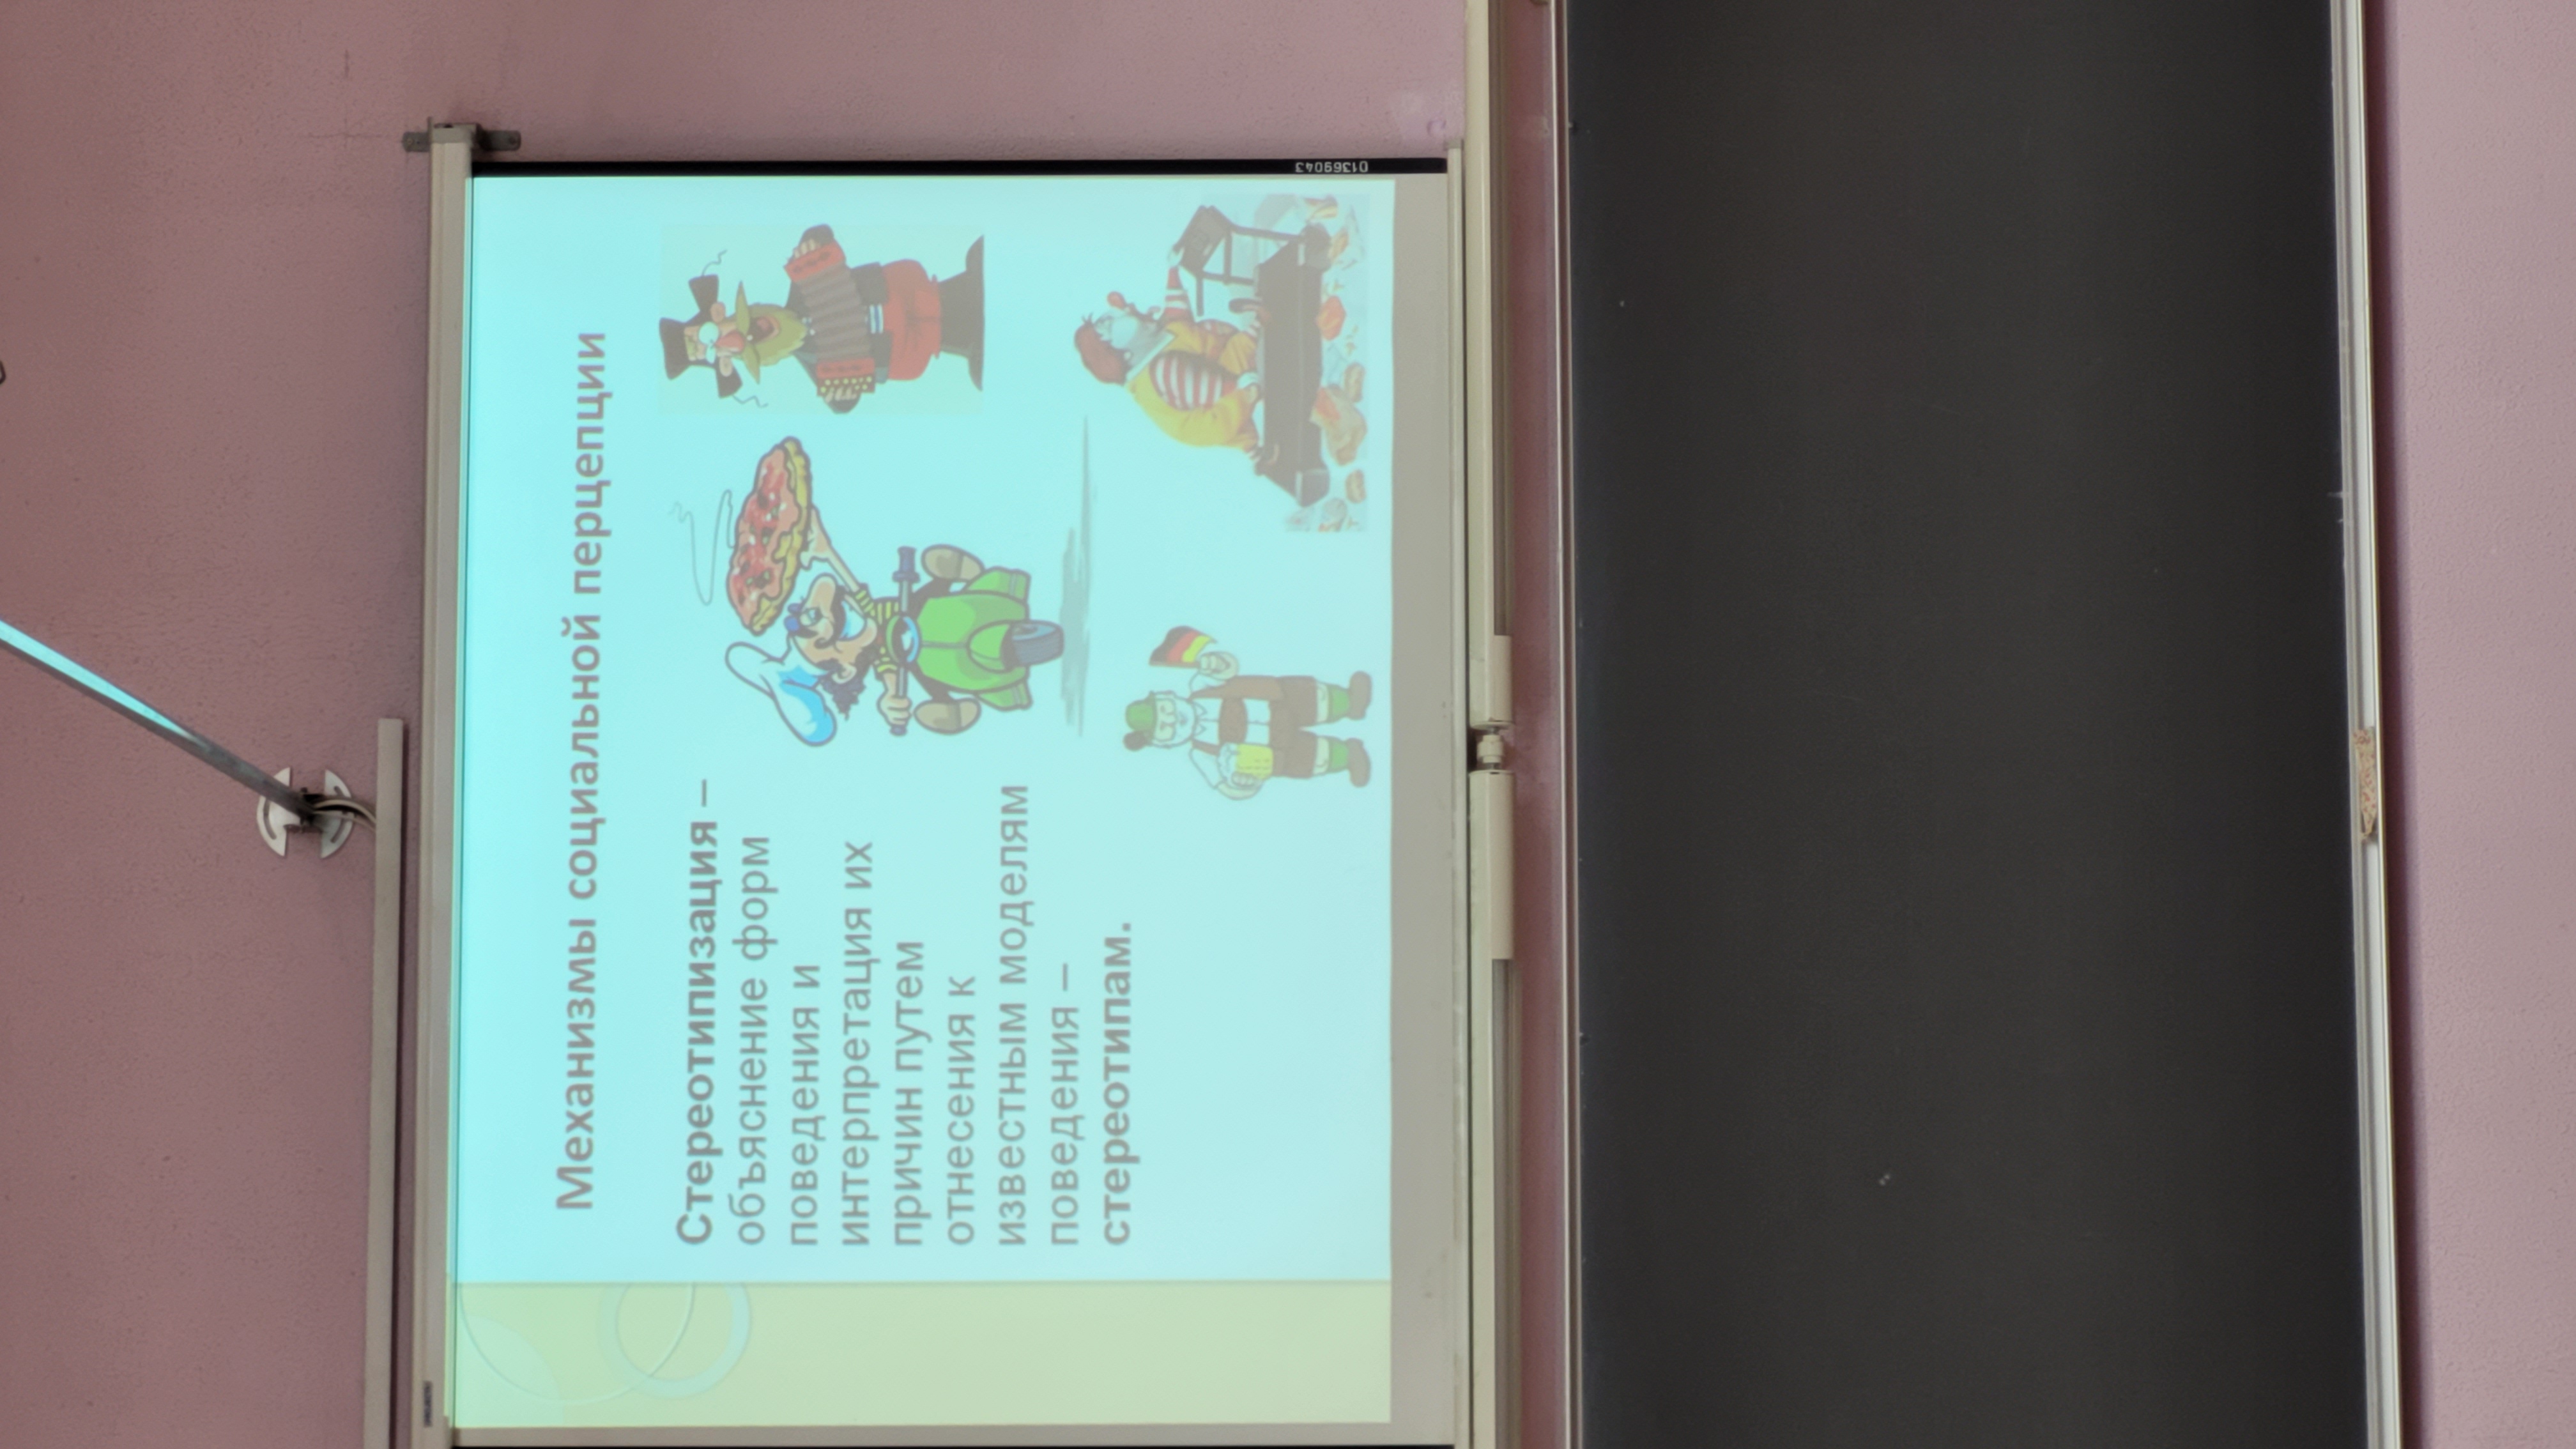 Механизмы социальной перцепции
Стереотипизация –
объяснение форм
поведения и
интерпретация их
причин путем
отнесения к
известным моделям
поведения –
стереотипам.
01369043